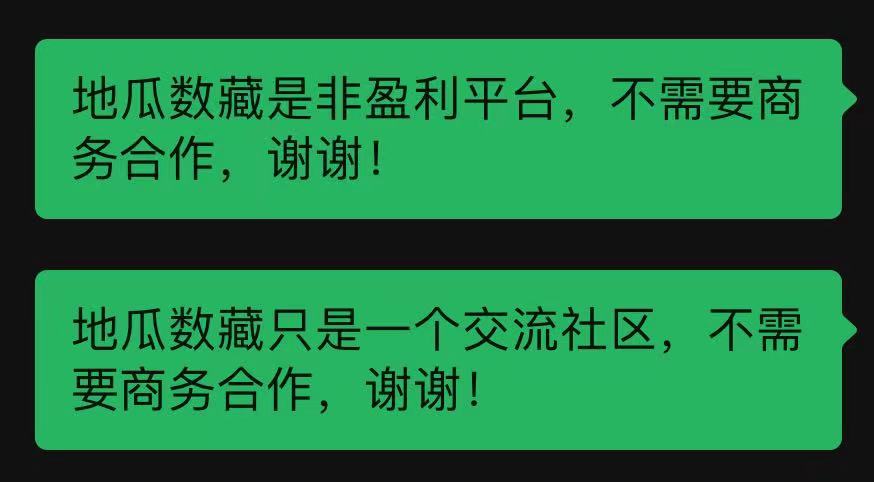 地瓜数藏是非盈利平台，不需要商
务合作，谢谢！
地瓜数藏只是一个交流社区，不需
要商务合作，谢谢！